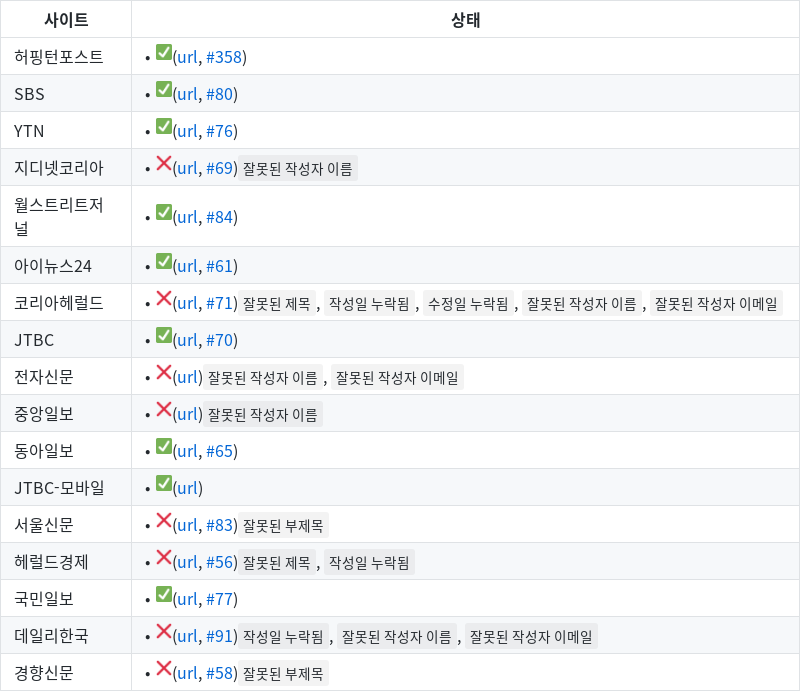 사이트 상태
허핑턴포스트 • ✅(url, #358)
SBS • ✅(url, #80)
YTN • ✅(url, #76)
지디넷코리아 • ❌(url, #69) 잘못된 작성자 이름
월스트리트저
널 • ✅(url, #84)
아이뉴스24 • ✅(url, #61)
코리아헤럴드 • ❌(url, #71) 잘못된 제목 , 작성일 누락됨 , 수정일 누락됨 , 잘못된 작성자 이름 , 잘못된 작성자 이메일
JTBC • ✅(url, #70)
전자신문 • ❌(url) 잘못된 작성자 이름 , 잘못된 작성자 이메일
중앙일보 • ❌(url) 잘못된 작성자 이름
동아일보 • ✅(url, #65)
JTBC-모바일 • ✅(url)
서울신문 • ❌(url, #83) 잘못된 부제목
헤럴드경제 • ❌(url, #56) 잘못된 제목 , 작성일 누락됨
국민일보 • ✅(url, #77)
데일리한국 • ❌(url, #91) 작성일 누락됨 , 잘못된 작성자 이름 , 잘못된 작성자 이메일
경향신문 • ❌(url, #58) 잘못된 부제목